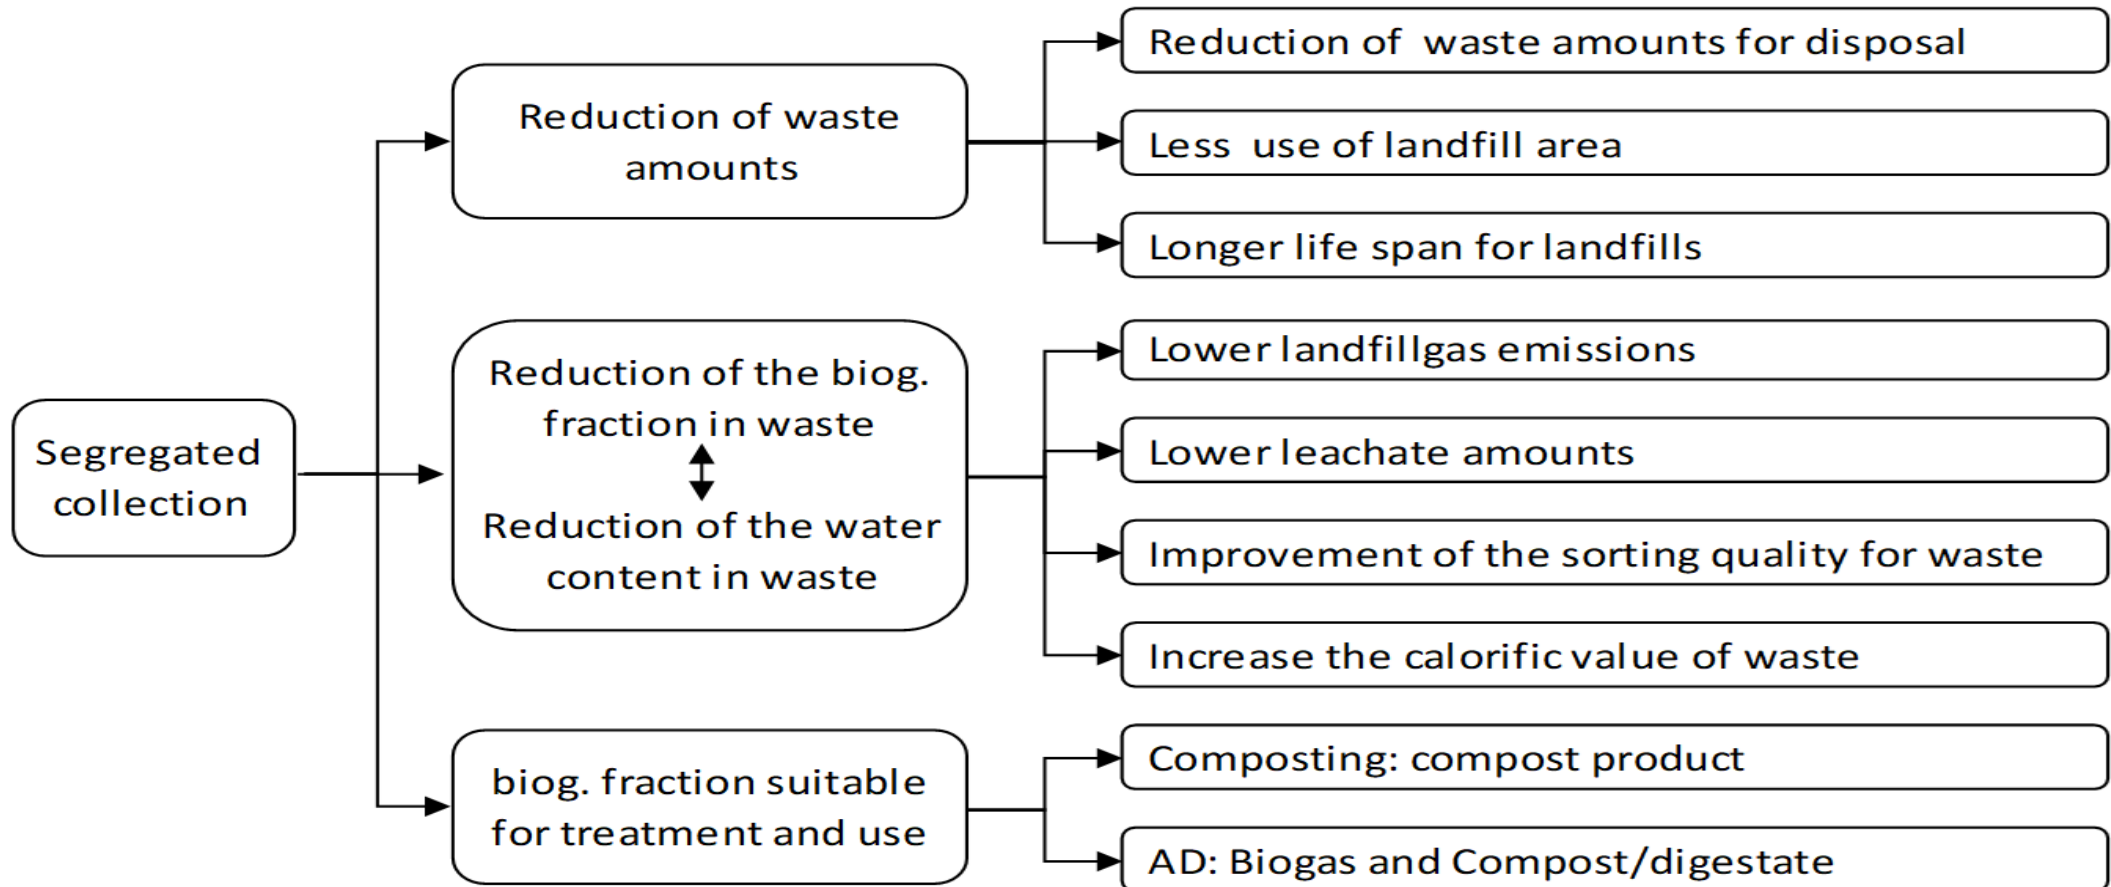 Segregated
collection
Reduction of waste
amounts
Reduction of the biog.
fraction in waste
Reduction of the water
content in waste
biog. fraction suitable
for treatment and use
Reduction of waste amounts for disposal
Less use of landfill area
Longer life span for landfills
Lower landfillgas emissions
Lower leachate amounts
Improvement of the sorting quality for waste
Increase the calorific value of waste
Composting: compost product
AD: Biogas and Compost/digestate